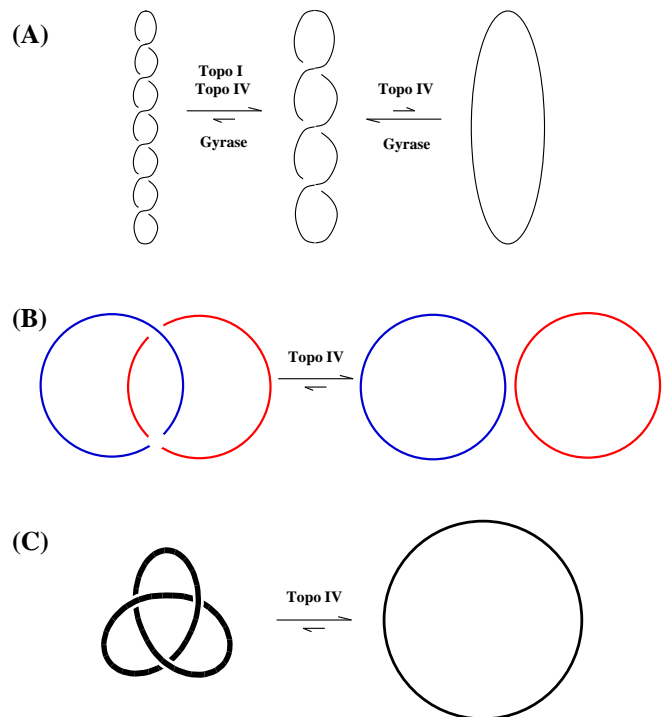 (A)
Topo I
Topo IV
Gyrase
Topo IV
Gyrase
(B)
Topo IV
(C)
Topo IV